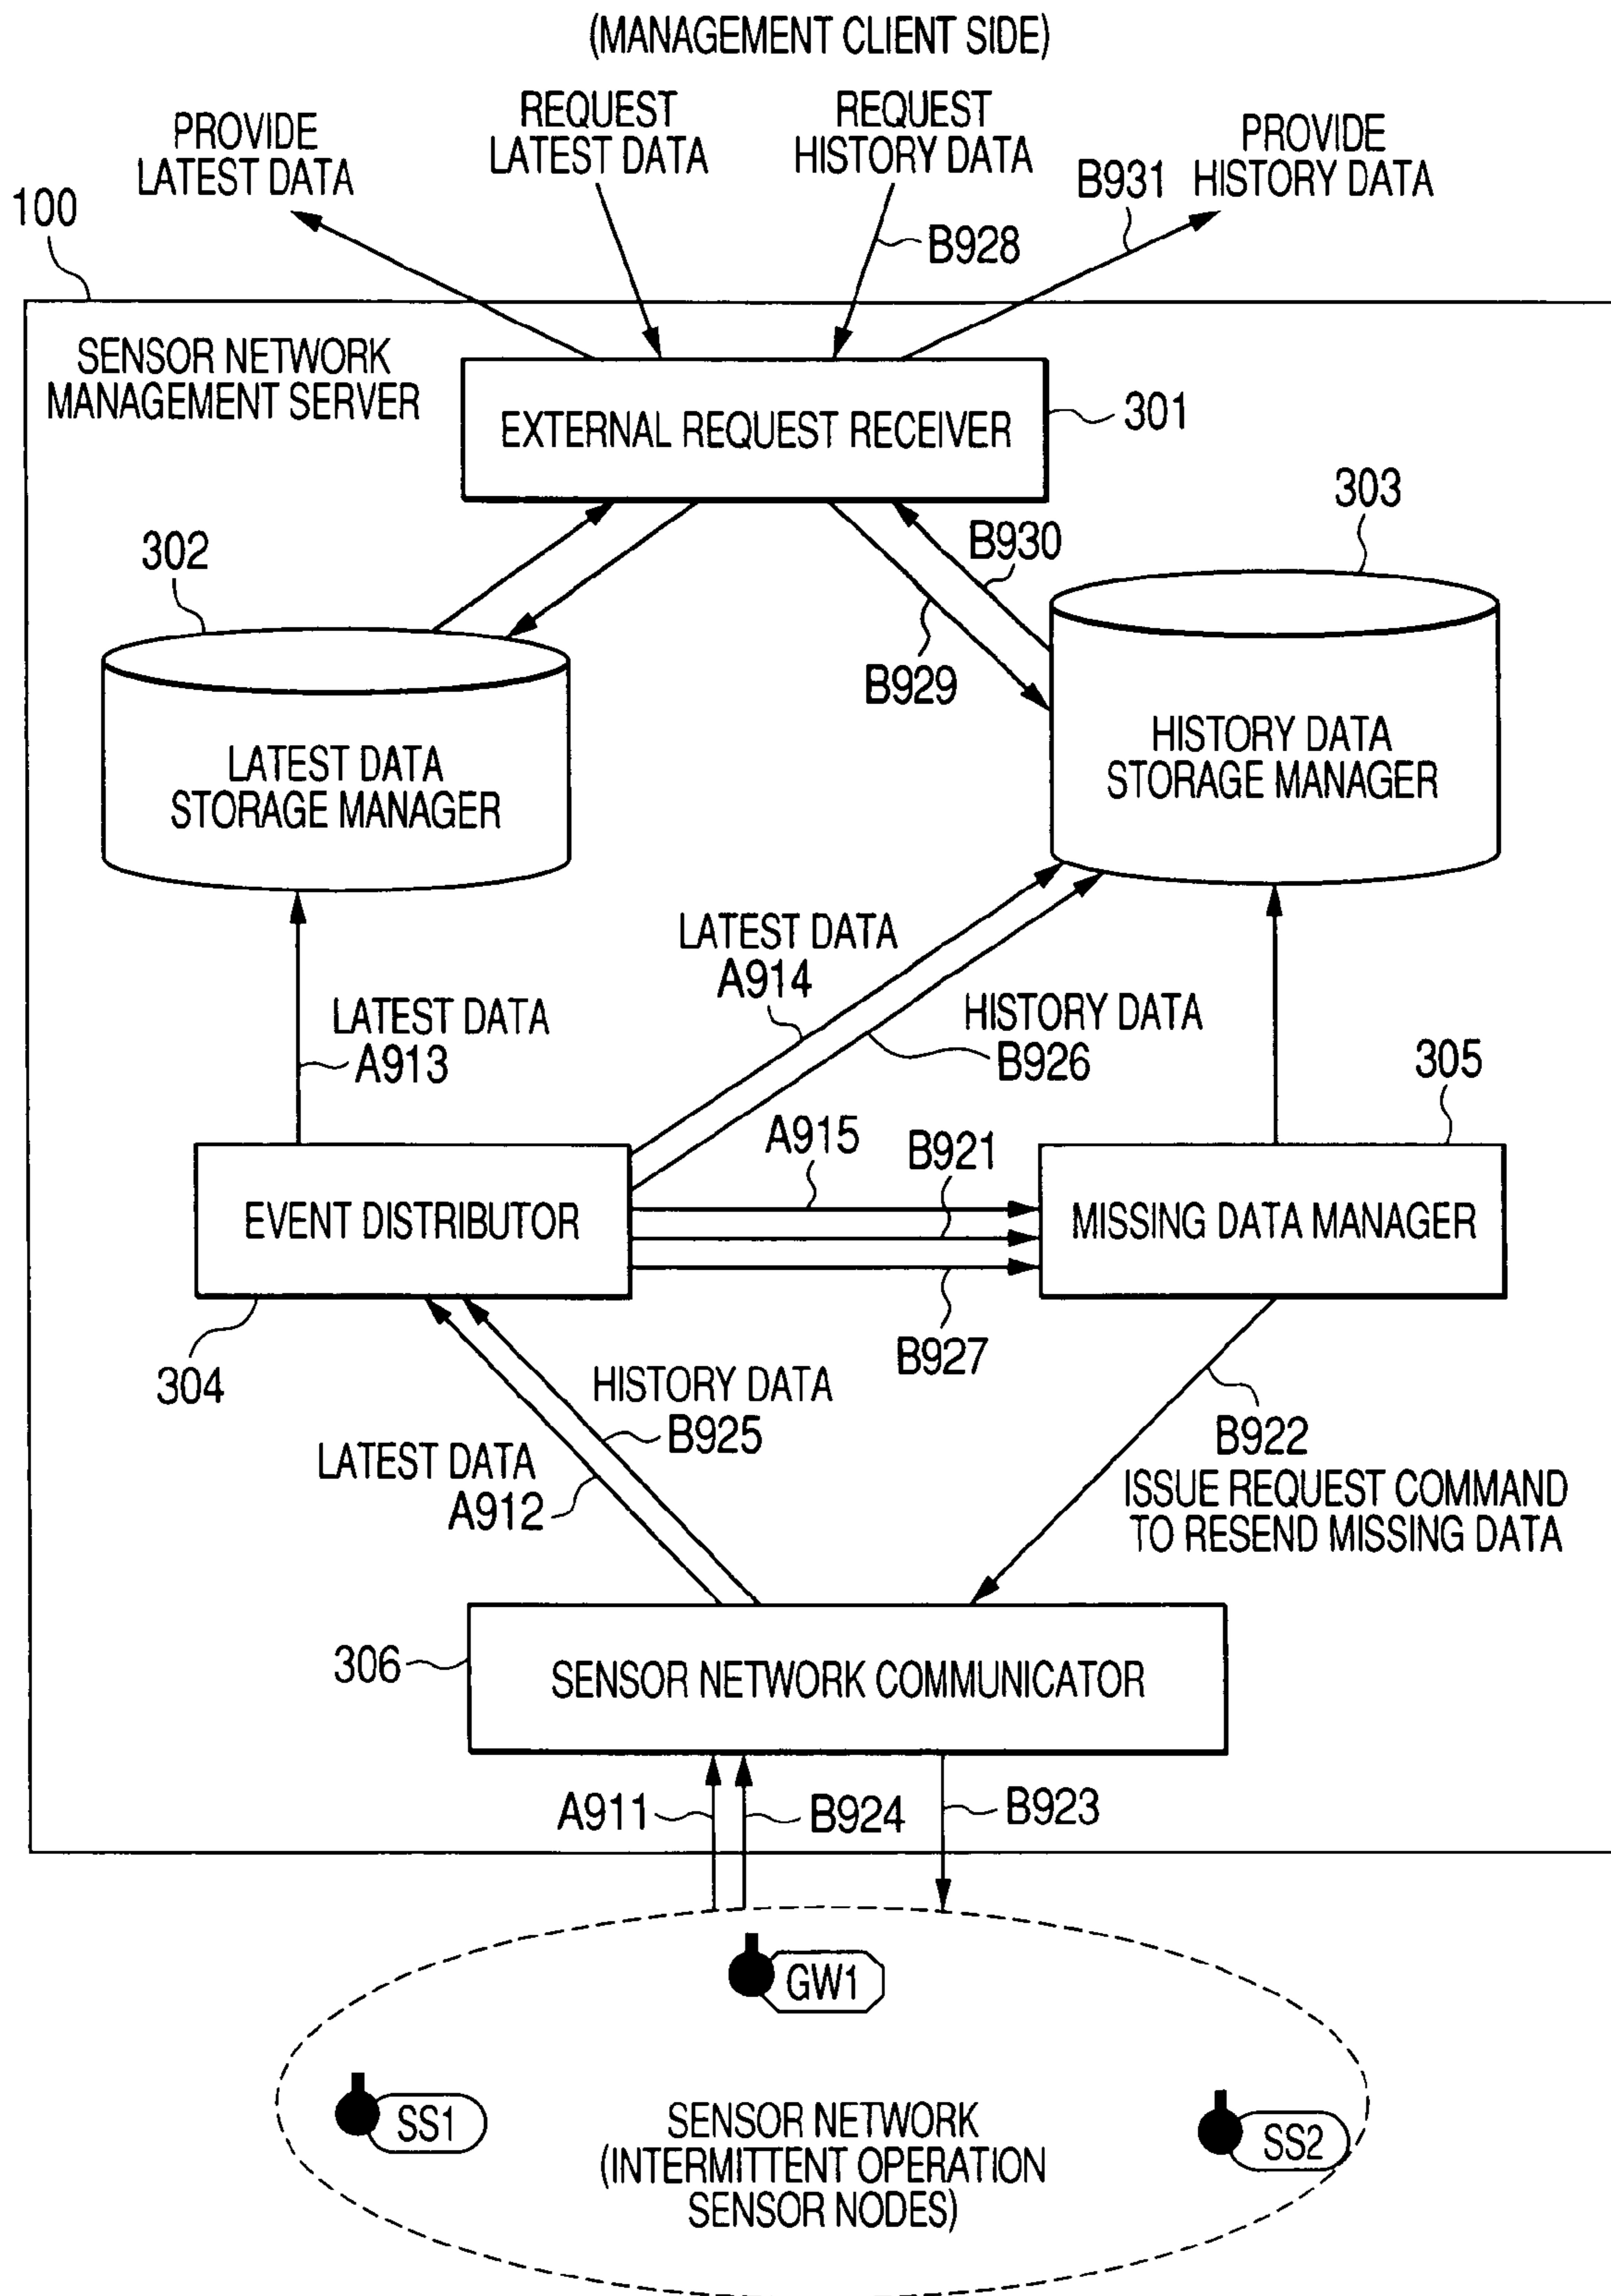 (MANAGEMENT CLIENT SIDE)
PROVIDE
LATEST DATA
REQUEST
LATEST DATA
REQUEST
HISTORY DATA
PROVIDE
HISTORY DATA
B931
B928
100
SENSOR NETWORK
MANAGEMENT SERVER
EXTERNAL REQUEST RECEIVER
301
302
303
B930
B929
LATEST DATA
STORAGE MANAGER
HISTORY DATA
STORAGE MANAGER
LATEST DATA
A914
LATEST DATA
A913
HISTORY DATA
B926
305
A915
B921
EVENT DISTRIBUTOR
MISSING DATA MANAGER
B927
304
HISTORY DATA
B925
LATEST DATA
A912
B922
ISSUE REQUEST COMMAND
TO RESEND MISSING DATA
306
SENSOR NETWORK COMMUNICATOR
A911
B924
B923
GW1
SS1
SS2
SENSOR NETWORK
(INTERMITTENT OPERATION
SENSOR NODES)